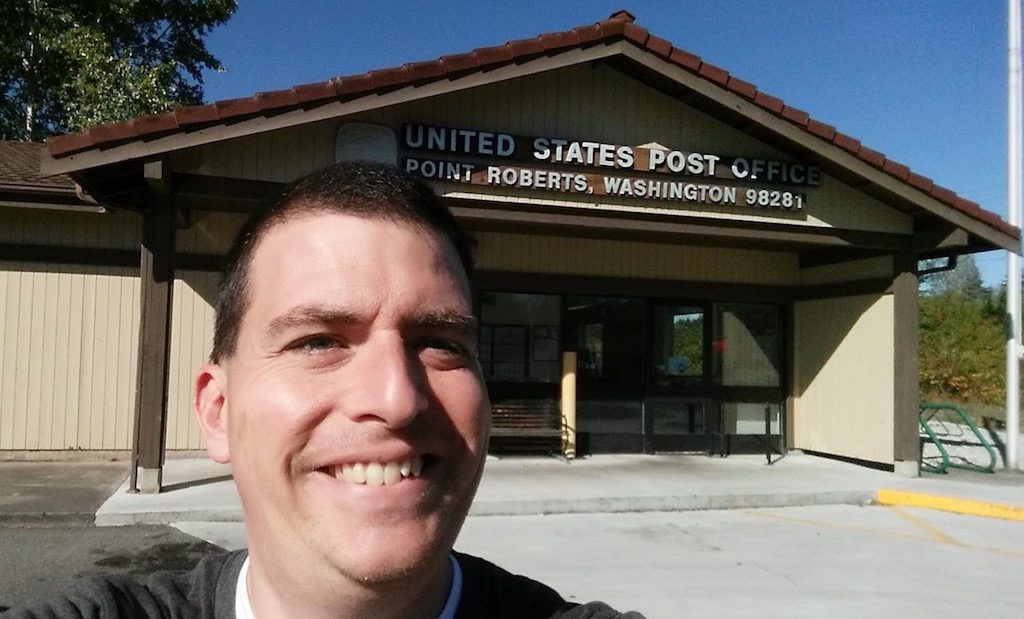 UNITED STATES POST OFFICE
POINT ROBERTS, WASHINGTON 98281